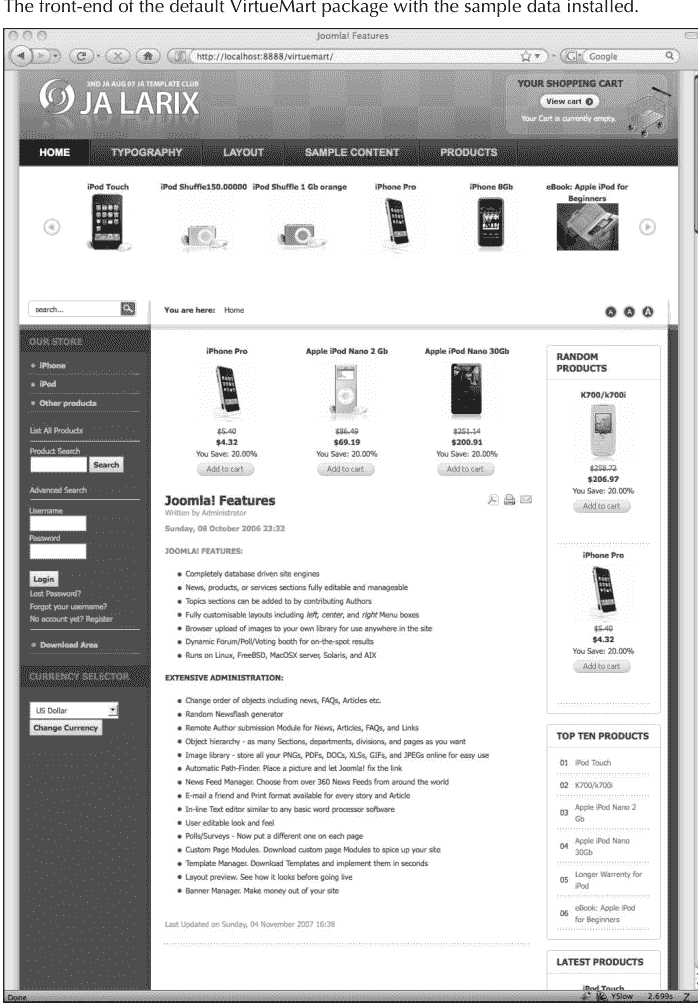 The front-end of the default VirtueMart package with the sample data installed.
Joomla! Features
http://localhost:8888/virtuemart/
Google
2ND JA AUG 07 JA TEMPLATE CLUB
JA LARIX
YOUR SHOPPING CART
View cart
Your Cart is currently empty.
HOME TYPOGRAPHY LAYOUT SAMPLE CONTENT PRODUCTS
iPod Touch iPod Shuffle150.00000 iPod Shuffle 1 Gb orange iPhone Pro iPhone 8Gb eBook: Apple iPod for
Beginners
search...
You are here: Home
A A A
OUR STORE
iPhone
iPod
Other products
List All Products
Product Search
Search
Advanced Search
Username
Password
Login
Lost Password?
Forgot your username?
No account yet? Register
Download Area
CURRENCY SELECTOR
US Dollar
Change Currency
iPhone Pro Apple iPod Nano 2 Gb Apple iPod Nano 30Gb
$5.40 $86.49 $251.14
$4.32 $69.19 $200.91
You Save: 20.00% You Save: 20.00% You Save: 20.00%
Add to cart Add to cart Add to cart
Joomla! Features
Written by Administrator
Sunday, 08 October 2006 23:32
JOOMLA! FEATURES:
Completely database driven site engines
News, products, or services sections fully editable and manageable
Topics sections can be added to by contributing Authors
Fully customisable layouts including left, center, and right Menu boxes
Browser upload of images to your own library for use anywhere in the site
Dynamic Forum/Poll/Voting booth for on-the-spot results
Runs on Linux, FreeBSD, MacOSX server, Solaris, and AIX
EXTENSIVE ADMINISTRATION:
Change order of objects including news, FAQs, Articles etc.
Random Newsflash generator
Remote Author submission Module for News, Articles, FAQs, and Links
Object hierarchy - as many Sections, departments, divisions, and pages as you want
Image library - store all your PNGs, PDFs, DOCs, XLSs, GIFs, and JPEGs online for easy use
Automatic Path-Finder. Place a picture and let Joomla! fix the link
News Feed Manager. Choose from over 360 News Feeds from around the world
E-mail a friend and Print format available for every story and Article
In-line Text editor similar to any basic word processor software
User editable look and feel
Polls/Surveys - Now put a different one on each page
Custom Page Modules. Download custom page Modules to spice up your site
Template Manager. Download Templates and implement them in seconds
Layout preview. See how it looks before going live
Banner Manager. Make money out of your site
Last Updated on Sunday, 04 November 2007 16:38
RANDOM
PRODUCTS
K700/k700i
$258.72
$206.97
You Save: 20.00%
Add to cart
iPhone Pro
$5.40
$4.32
You Save: 20.00%
Add to cart
TOP TEN PRODUCTS
01 iPod Touch
02 K700/k700i
03 Apple iPod Nano 2
Gb
04 Apple iPod Nano
30Gb
05 Longer Warrenty for
iPod
06 eBook: Apple iPod
for Beginners
LATEST PRODUCTS
iPod Touch
Done
YSlow 2.699s